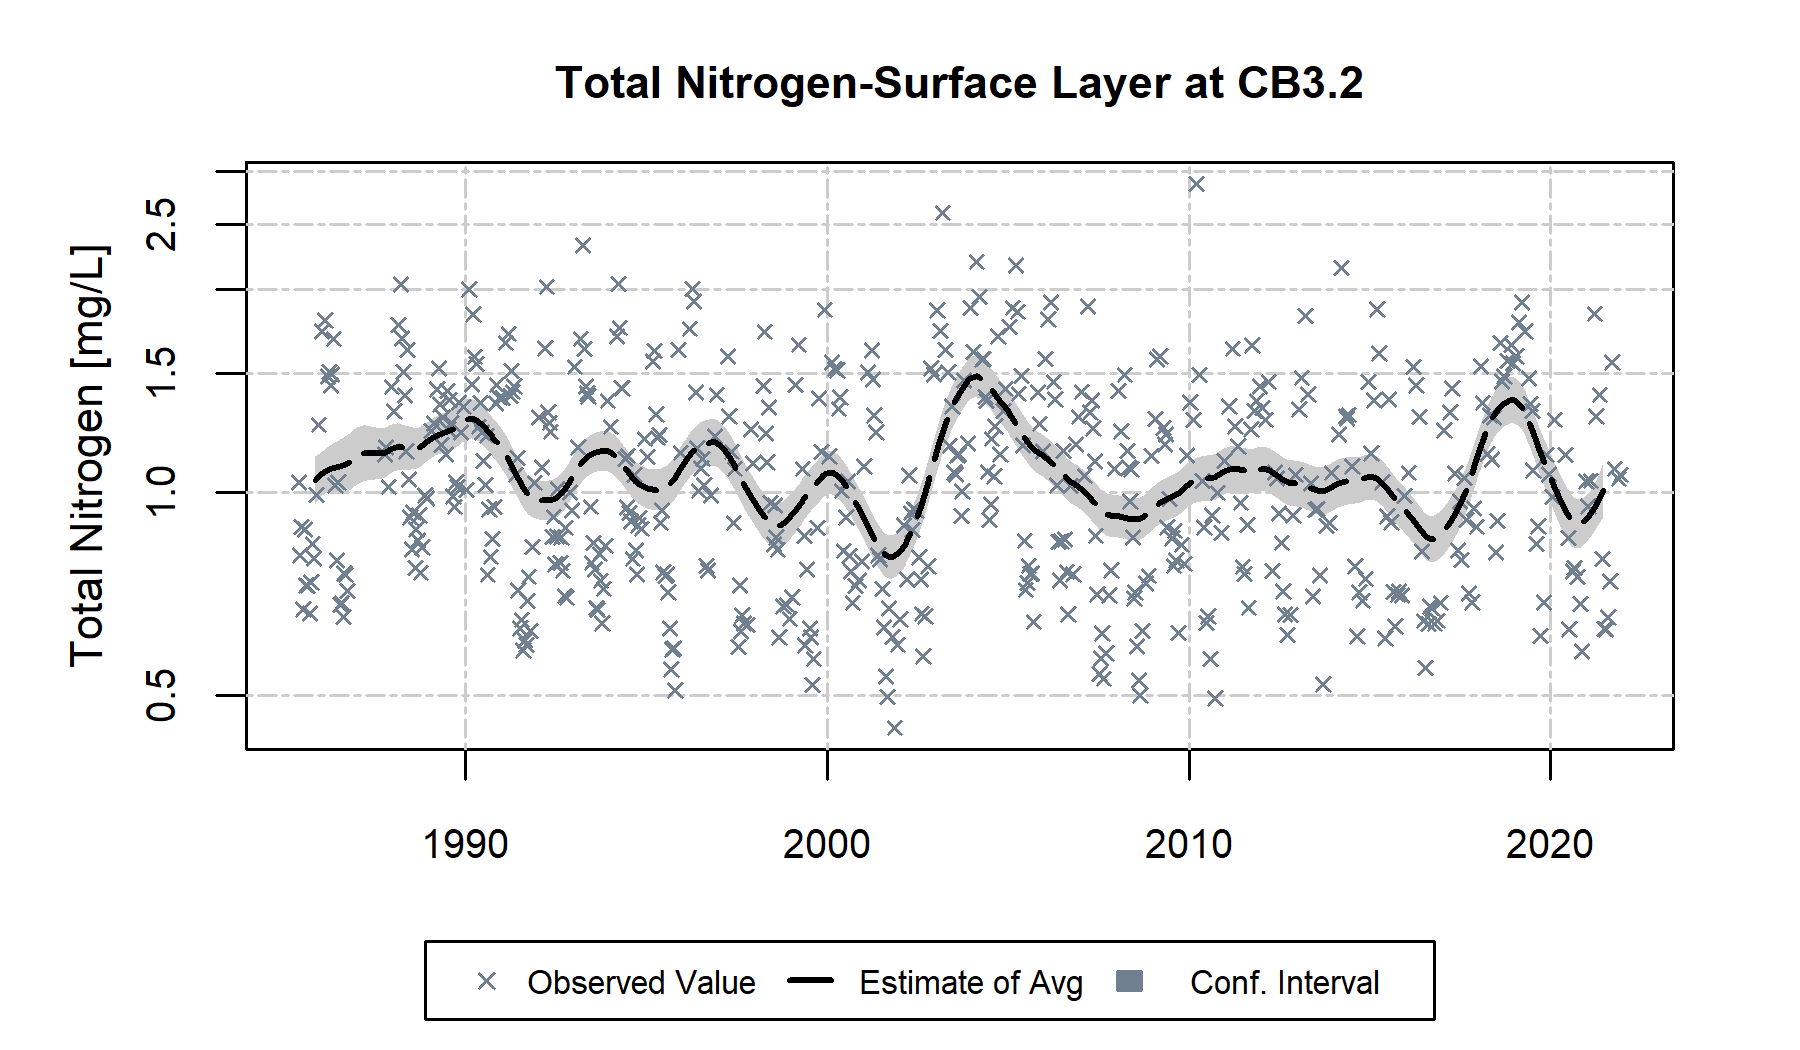 Total Nitrogen-Surface Layer at CB3.2
Total Nitrogen [mg/L]
2.5
1.5
1.0
0.5
1990 2000 2010 2020
Observed Value Estimate of Avg Conf. Interval